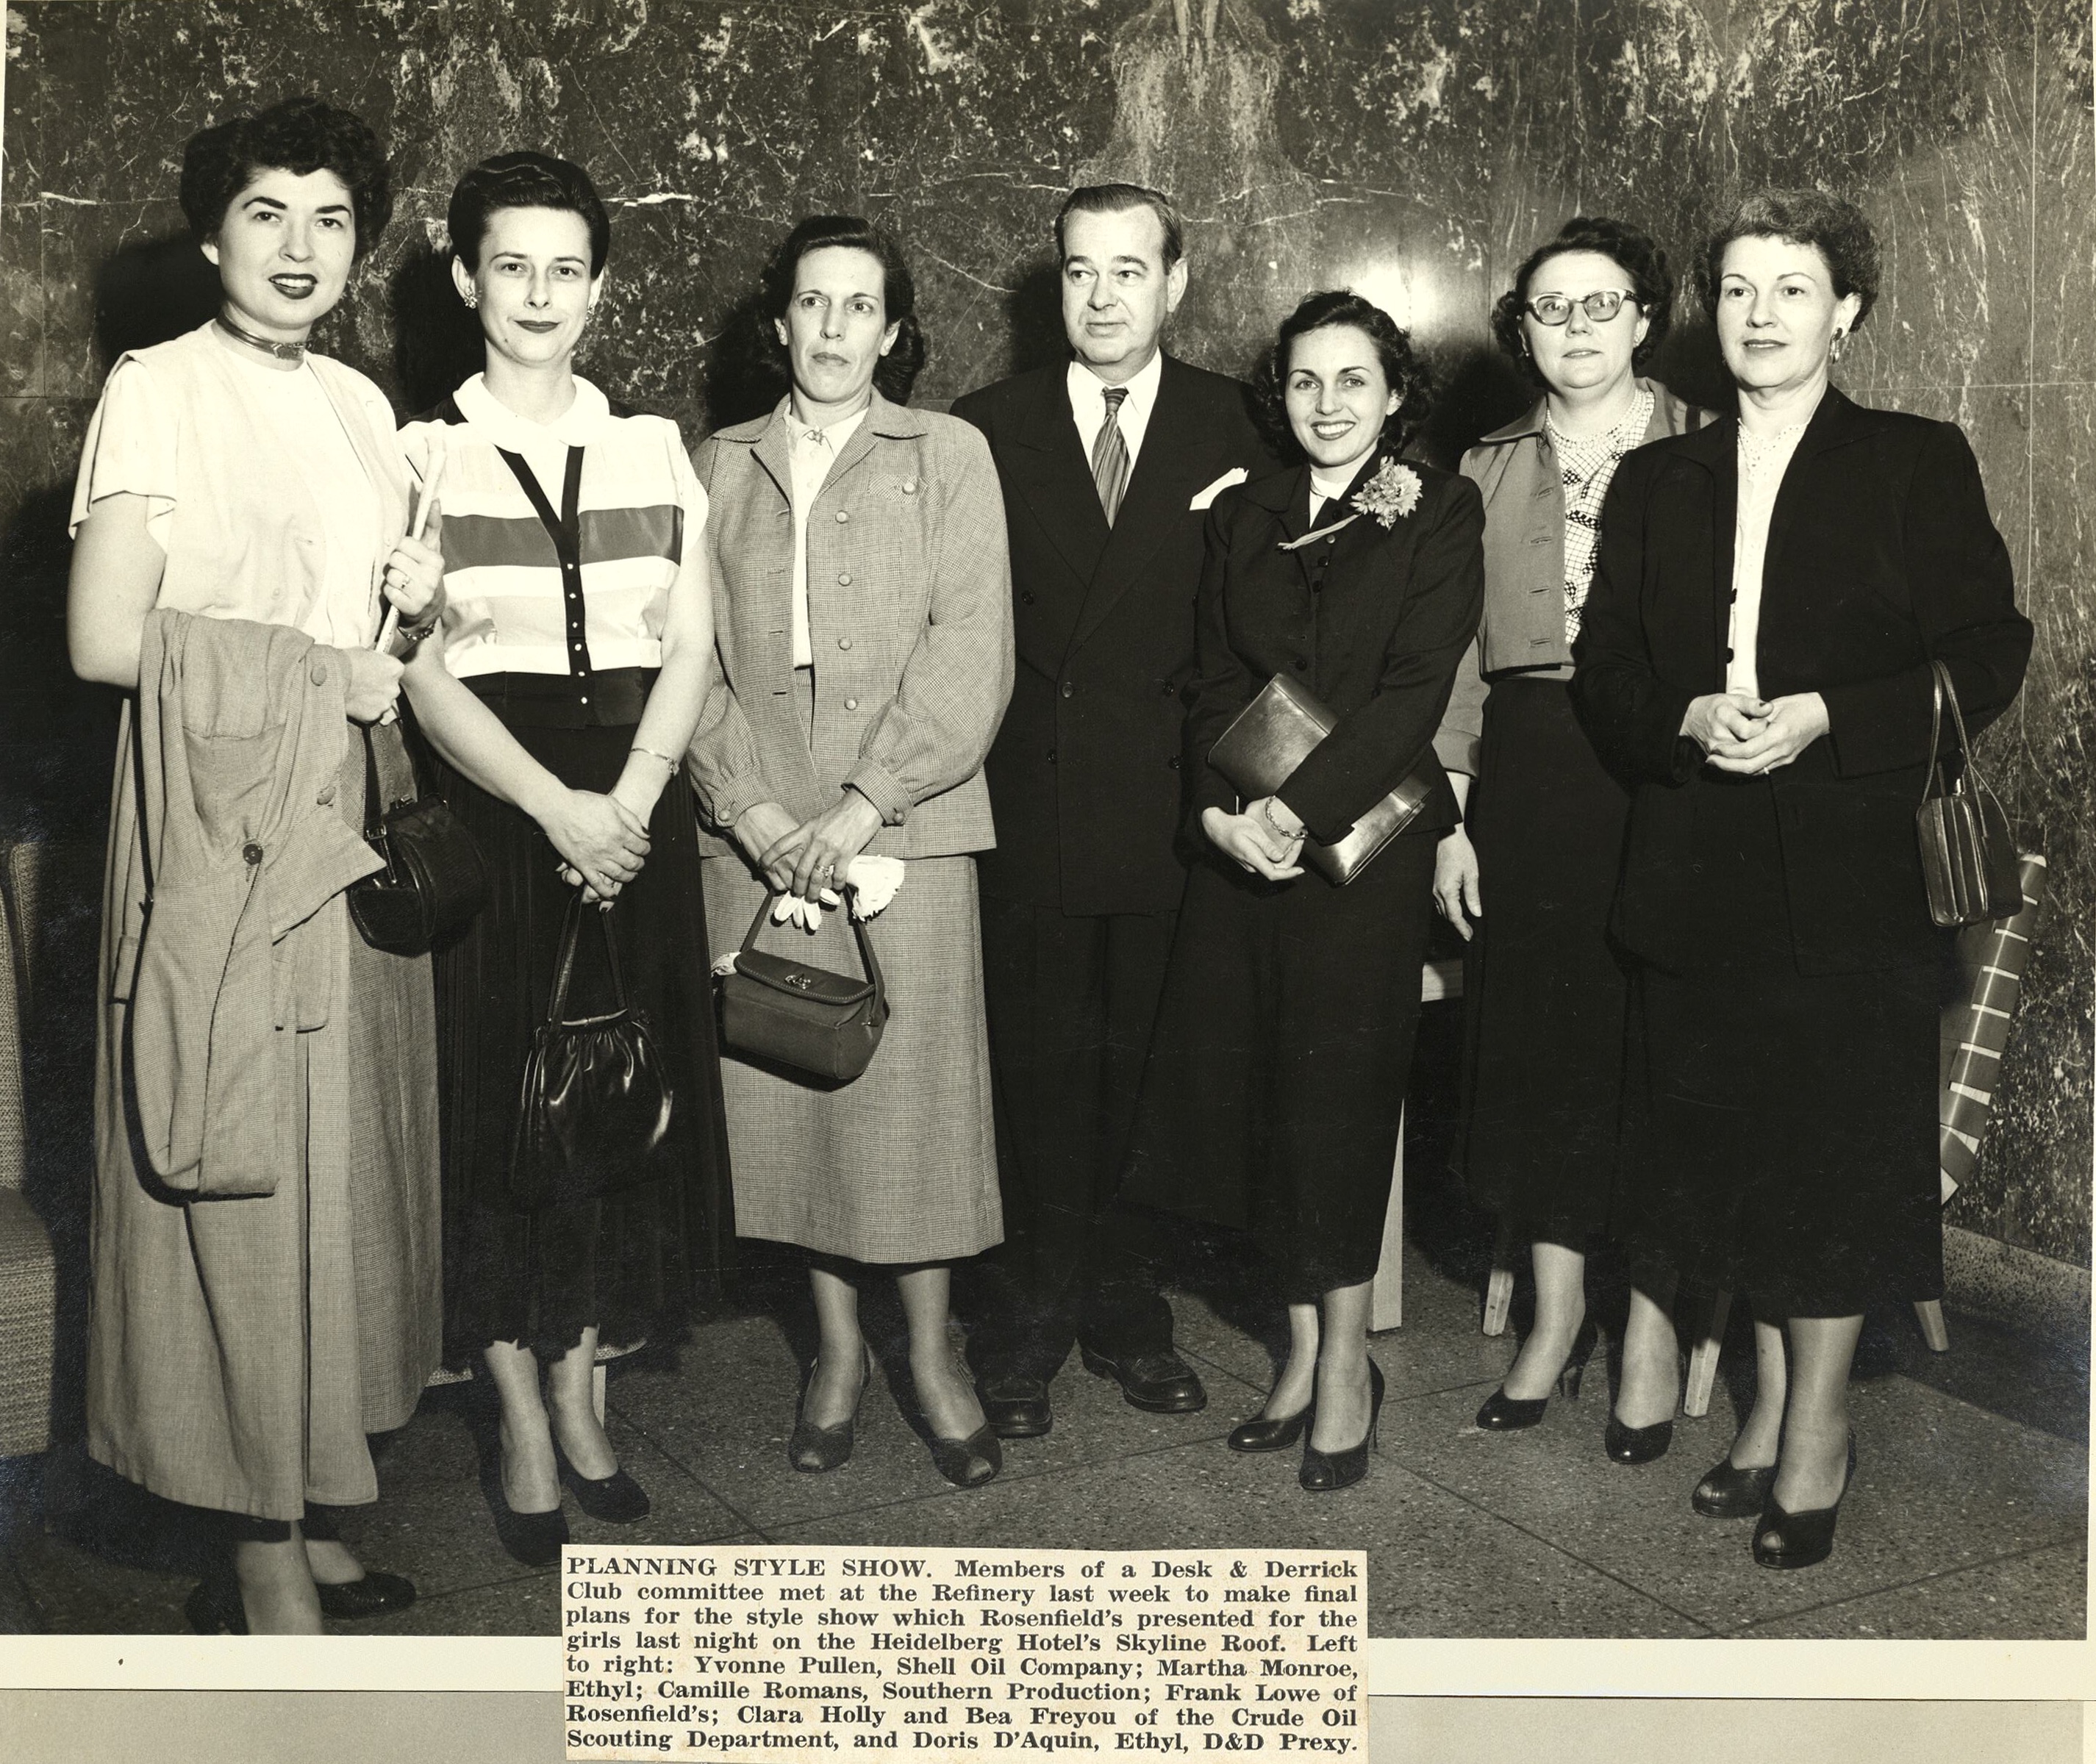 PLANNING STYLE SHOW. Members of a Desk & Derrick
Club committee met at the Refinery last week to make final
plans for the style show which Rosenfield's presented for the
girls last night on the Heidelberg Hotel's Skyline Roof. Left
to right: Yvonne Pullen, Shell Oil Company; Martha Monroe,
Ethyl; Camille Romans, Southern Production; Frank Lowe of
Rosenfield's; Clara Holly and Bea Freyou of the Crude Oil
Scouting Department, and Doris D'Aquin, Ethyl, D&D Prexy.